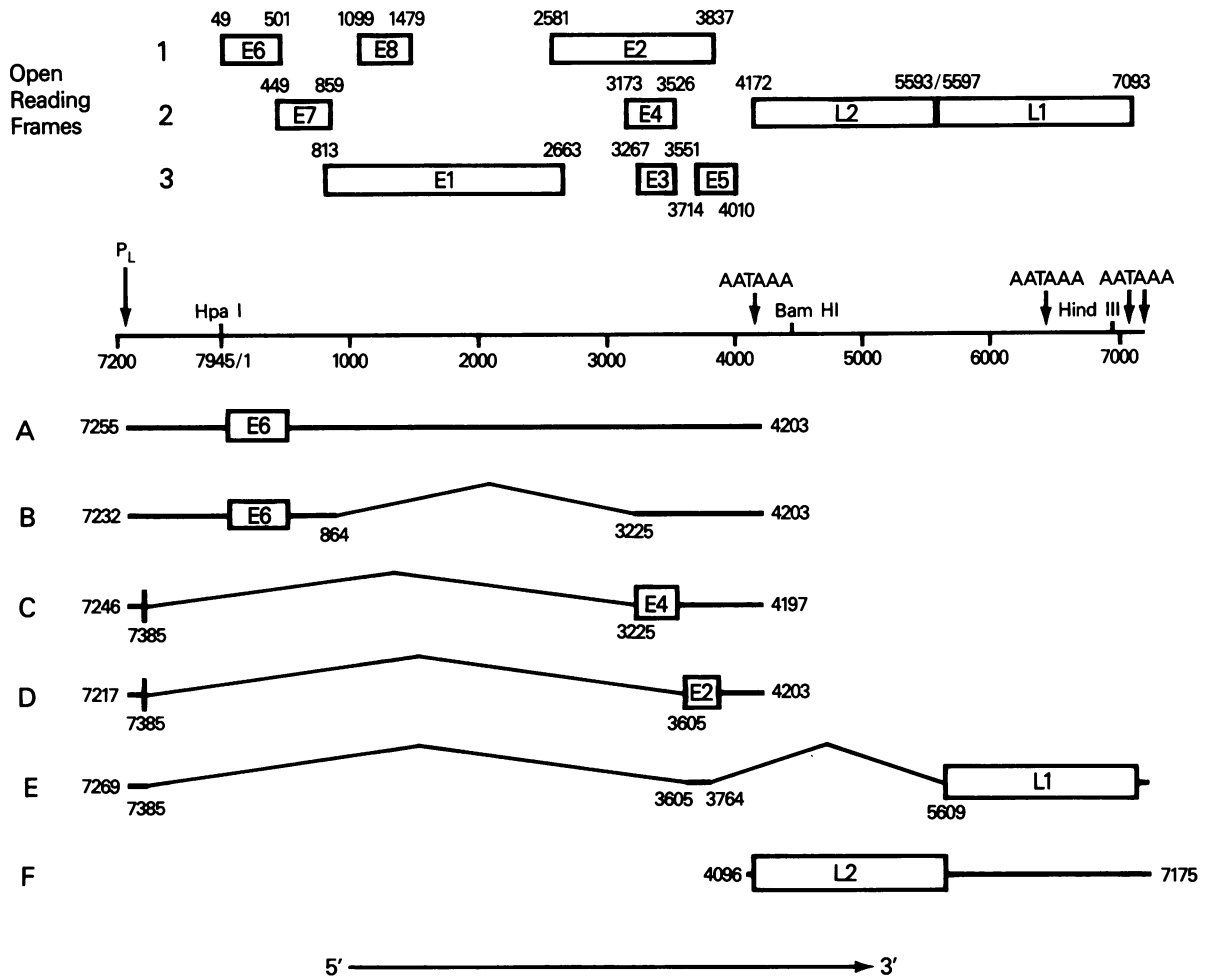 49 501 1099 1479 2581 3837
1 E6 E8 E2
Open
Reading
Frames
449 859 3173 3526 4172 5593/5597 7093
2 E7 E4 L2 L1
813 2663 3267 3551
3 E1 E3 E5
3714 4010
PL
AATAAA AATAAA AATAAA
Hpa I Bam HI Hind III
7200 7945/1 1000 2000 3000 4000 5000 6000 7000
A 7255 E6 4203
B 7232 E6 4203
864 3225
C 7246 E4 4197
7385 3225
D 7217 E2 4203
7385 3605
E 7269 L1
7385 3605 3764 5609
F 4096 L2 7175
5′ 3′